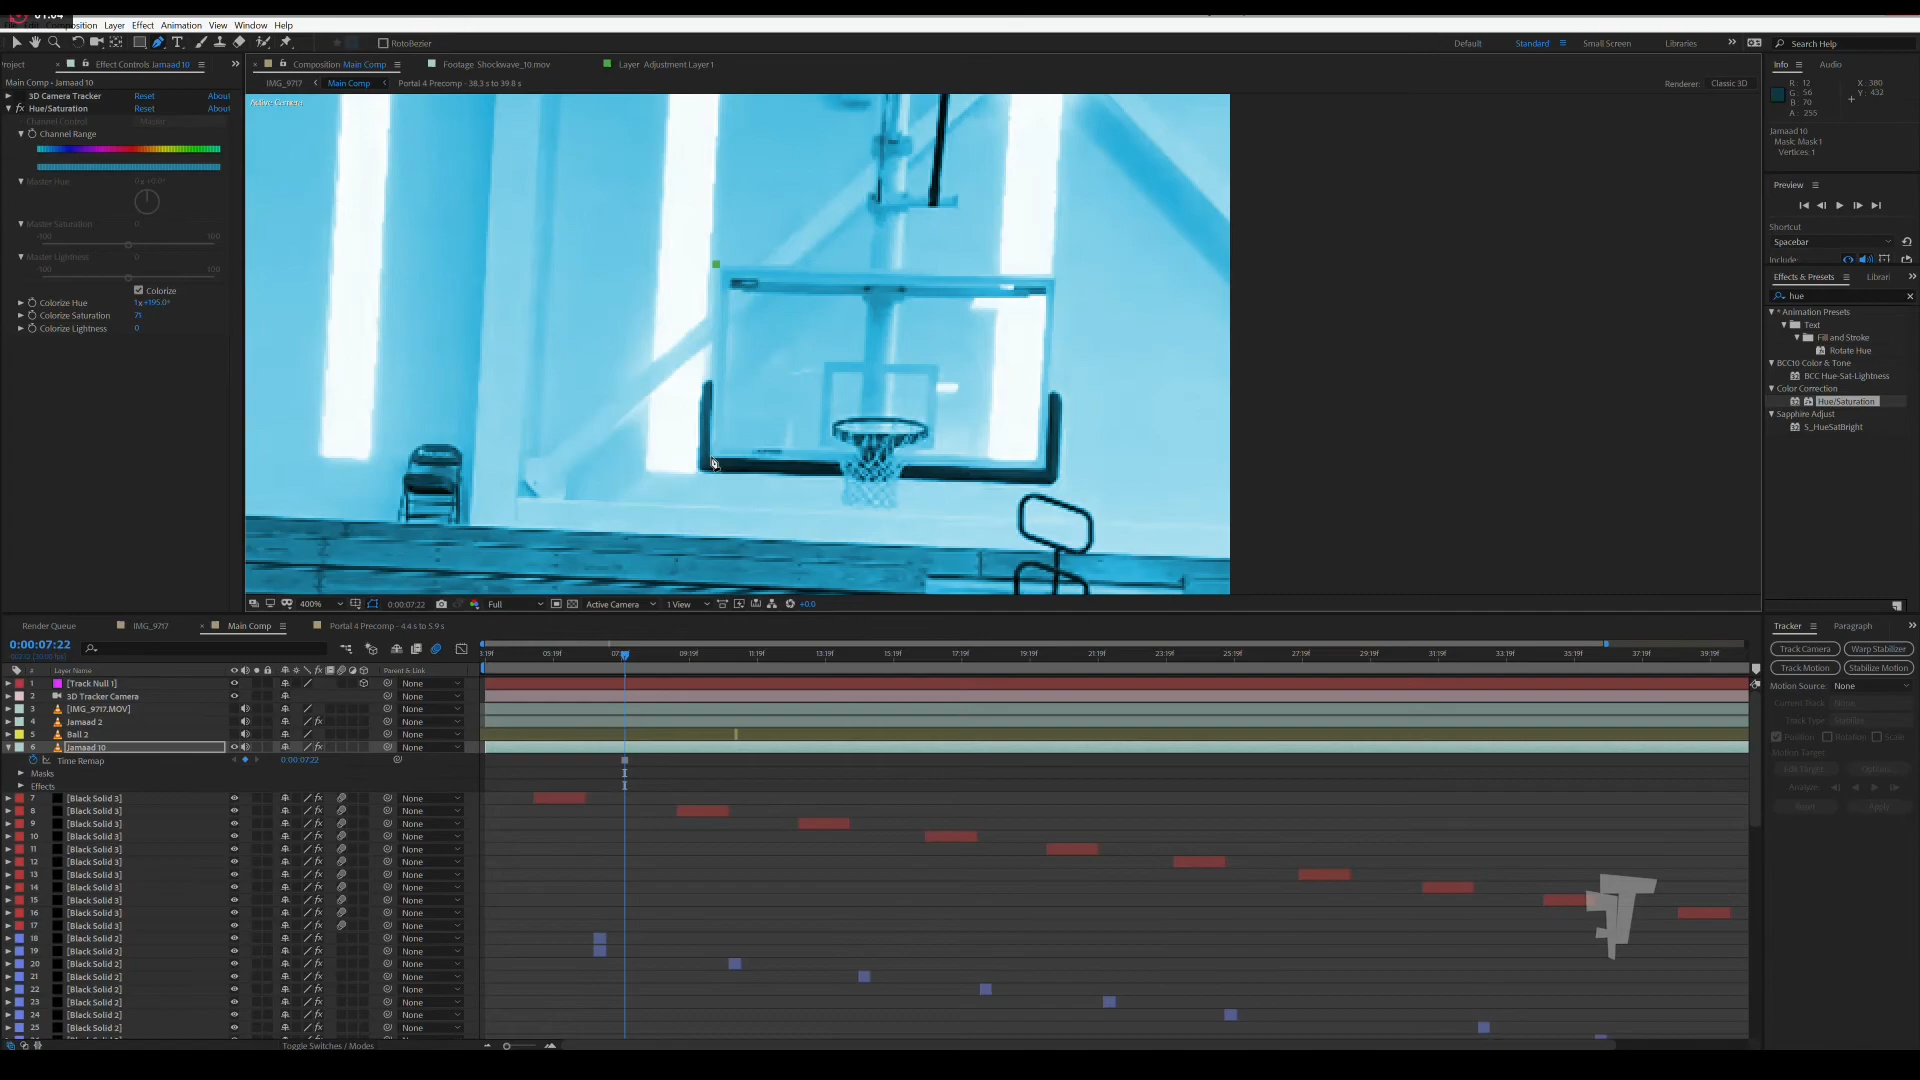 01:04
File Edit Composition Layer Effect Animation View Window Help
RotoBezier
Default Standard Small Screen Libraries Search Help
Project Effect Controls Jamaad 10
Composition Main Comp Footage Shockwave_10.mov Layer Adjustment Layer 1
Info Audio
Main Comp • Jamaad 10
IMG_9717 Main Comp Portal 4 Precomp - 38.3 s to 39.8 s
Renderer: Classic 3D
R: 12 X: 380
G: 56 Y: 432
B: 70
A: 255
3D Camera Tracker Reset About
Active Camera
Hue/Saturation Reset About
Channel Control Master
Channel Range
Jamaad 10
Mask, Mask 1
Vertices: 1
Master Hue 0x+0.0°
Preview
Master Saturation 0
-100 100
Master Lightness 0
-100 100
Colorize
Colorize Hue 1x+195.0°
Colorize Saturation 71
Colorize Lightness 0
Shortcut
Spacebar
Include:
Effects & Presets Librari
hue
* Animation Presets
Text
Fill and Stroke
Rotate Hue
BCC10 Color & Tone
BCC Hue-Sat-Lightness
Color Correction
Hue/Saturation
Sapphire Adjust
S_HueSatBright
400% 0:00:07:22 Full Active Camera 1 View +0.0
Render Queue IMG_9717 Main Comp Portal 4 Precomp - 4.4 s to 5.9 s
Tracker Paragraph
0:00:07:22
3:19f 05:19f 07:19f 09:19f 11:19f 13:19f 15:19f 17:19f 19:19f 21:19f 23:19f 25:19f 27:19f 29:19f 31:19f 33:19f 35:19f 37:19f 39:19f
Track Camera Warp Stabilizer
Track Motion Stabilize Motion
Motion Source: None
Current Track None
Track Type Stabilize
Position Rotation Scale
Motion Target
Edit Target... Options...
Analyze:
Reset Apply
# Layer Name Parent & Link
1 [Track Null 1] None
2 3D Tracker Camera None
3 [IMG_9717.MOV] None
4 Jamaad 2 None
5 Ball 2 None
6 Jamaad 10 None
Time Remap 0:00:07:22
Masks
Effects
7 [Black Solid 3] None
8 [Black Solid 3] None
9 [Black Solid 3] None
10 [Black Solid 3] None
11 [Black Solid 3] None
12 [Black Solid 3] None
13 [Black Solid 3] None
14 [Black Solid 3] None
15 [Black Solid 3] None
16 [Black Solid 3] None
17 [Black Solid 3] None
18 [Black Solid 2] None
19 [Black Solid 2] None
20 [Black Solid 2] None
21 [Black Solid 2] None
22 [Black Solid 2] None
23 [Black Solid 2] None
24 [Black Solid 2] None
25 [Black Solid 2] None
Toggle Switches / Modes